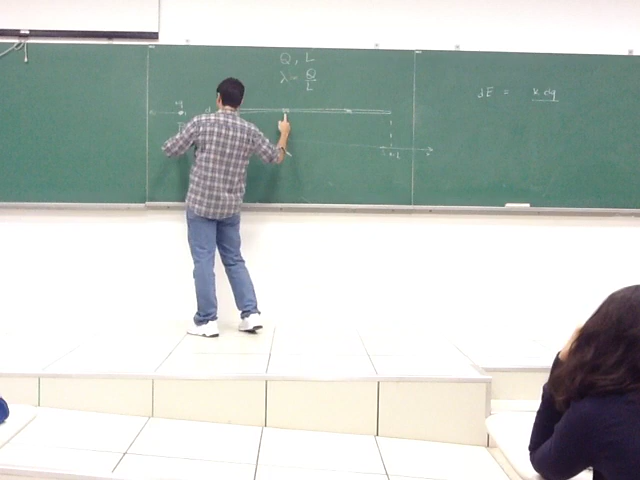 Q, L
λ = Q/L
dE = k dq